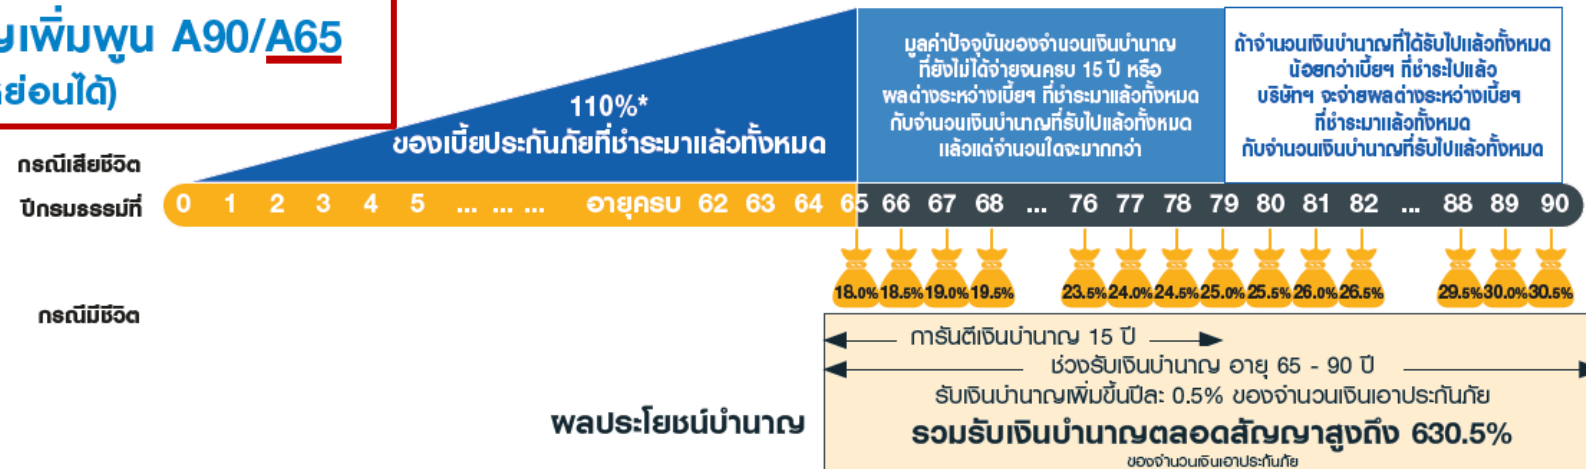 ญเพิ่มพูน A90/A65
ย่อนได้)
110%*
ของเบี้ยประกันภัยที่ชำระมาแล้วทั้งหมด
มูลค่าปัจจุบันของจำนวนเงินบำนาญ
ที่ยังไม่ได้จ่ายจนครบ 15 ปี หรือ
ผลต่างระหว่างเบี้ยฯ ที่ชำระมาแล้วทั้งหมด
กับจำนวนเงินบำนาญที่รับไปแล้วทั้งหมด
แล้วแต่จำนวนใดจะมากกว่า
ถ้าจำนวนเงินบำนาญที่ได้รับไปแล้วทั้งหมด
น้อยกว่าเบี้ยฯ ที่ชำระไปแล้ว
บริษัทฯ จะจ่ายผลต่างระหว่างเบี้ยฯ
ที่ชำระมาแล้วทั้งหมด
กับจำนวนเงินบำนาญที่รับไปแล้วทั้งหมด
กรณีเสียชีวิต
ปีกรมธรรม์ที่ 0 1 2 3 4 5 ... ... ... อายุครบ 62 63 64 65 66 67 68 ... 76 77 78 79 80 81 82 ... 88 89 90
18.0% 18.5% 19.0% 19.5% 23.5% 24.0% 24.5% 25.0% 25.5% 26.0% 26.5% 29.5% 30.0% 30.5%
กรณีมีชีวิต
การันตีเงินบำนาญ 15 ปี
ช่วงรับเงินบำนาญ อายุ 65 - 90 ปี
รับเงินบำนาญเพิ่มขึ้นปีละ 0.5% ของจำนวนเงินเอาประกันภัย
ผลประโยชน์บำนาญ
รวมรับเงินบำนาญตลอดสัญญาสูงถึง 630.5%
ของจำนวนเงินเอาประกันภัย